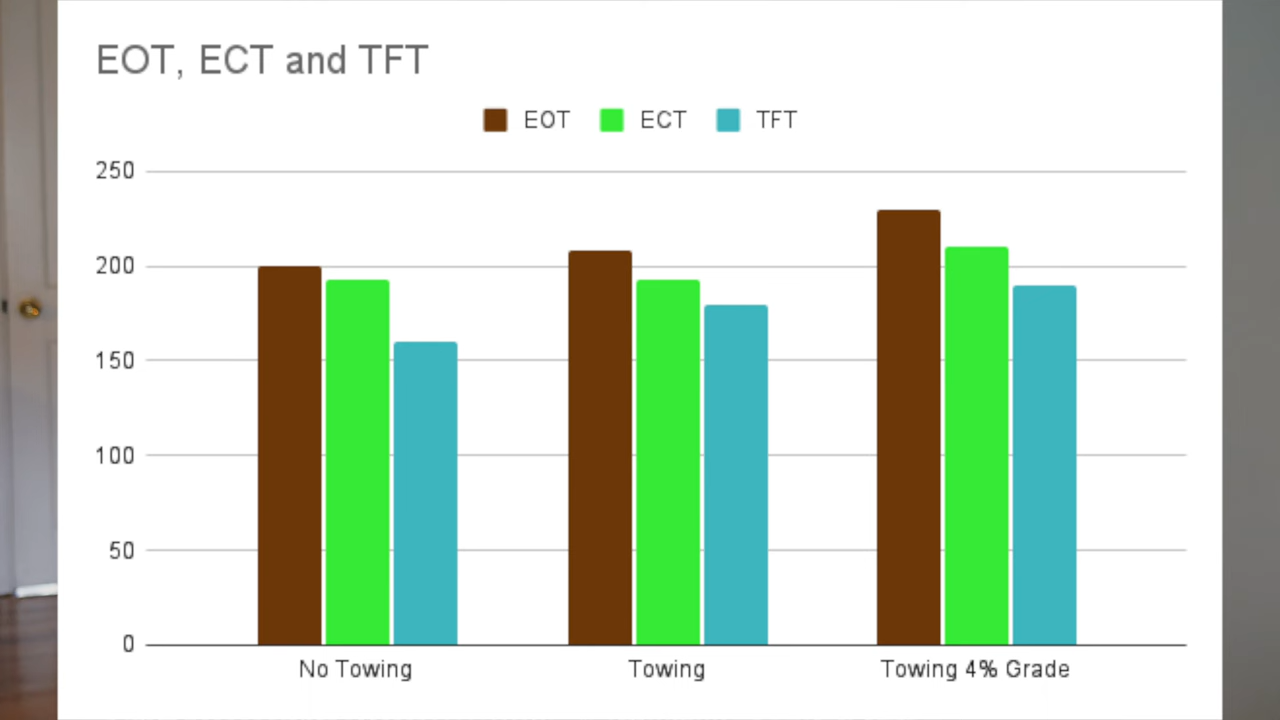 EOT, ECT and TFT
EOT ECT TFT
250
200
150
100
50
0
No Towing Towing Towing 4% Grade